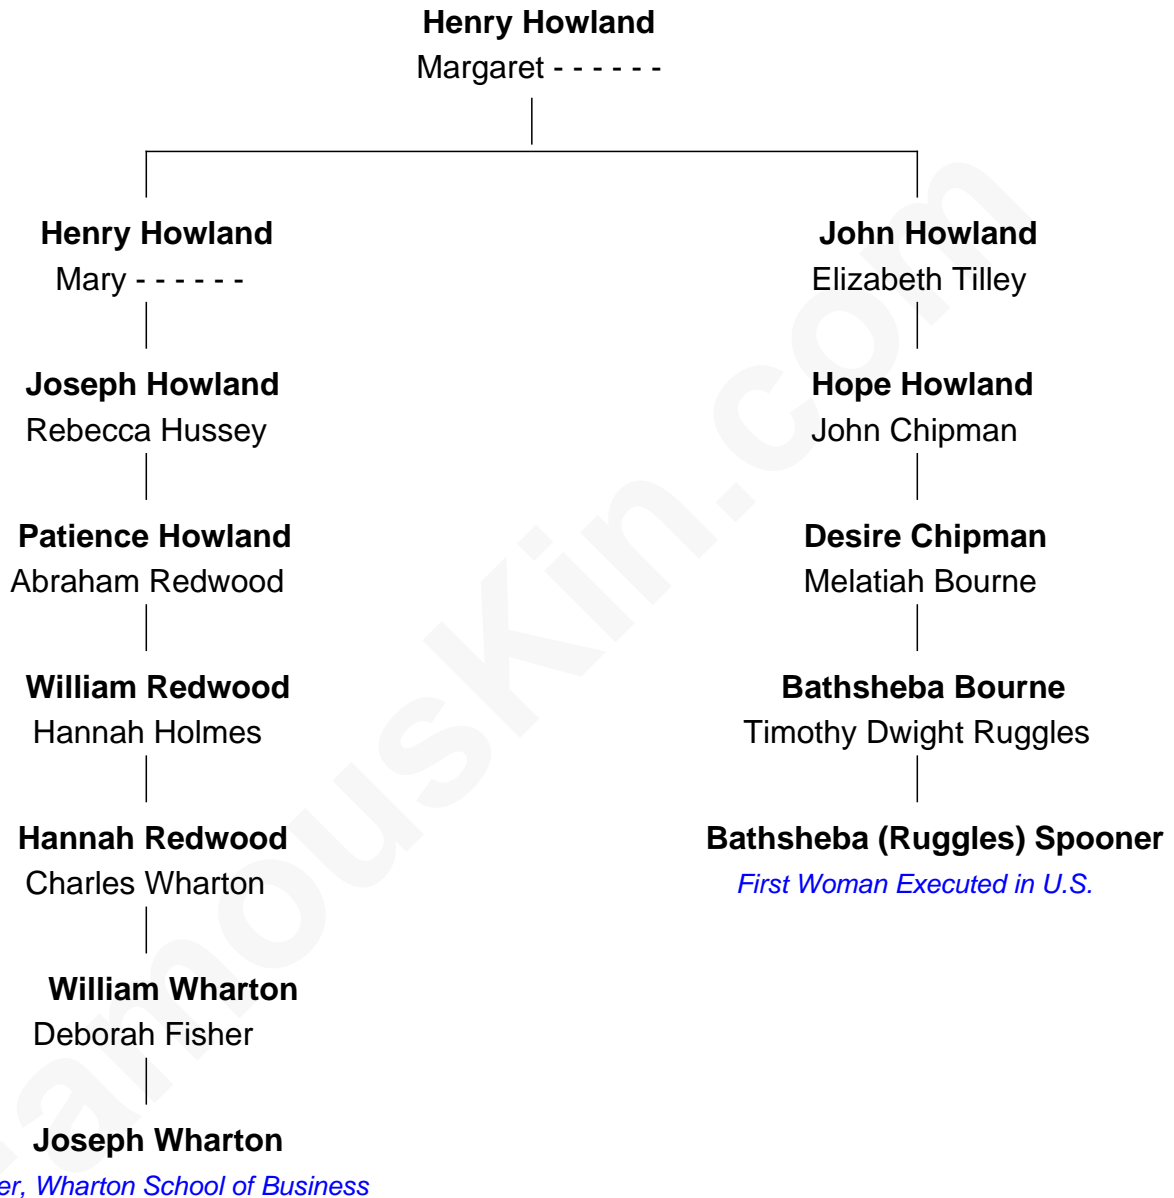 Henry Howland
Margaret - - - - - -
Henry Howland
Mary - - - - - -
John Howland
Elizabeth Tilley
Joseph Howland
Rebecca Hussey
Hope Howland
John Chipman
Patience Howland
Abraham Redwood
Desire Chipman
Melatiah Bourne
William Redwood
Hannah Holmes
Bathsheba Bourne
Timothy Dwight Ruggles
Hannah Redwood
Charles Wharton
Bathsheba (Ruggles) Spooner
First Woman Executed in U.S.
William Wharton
Deborah Fisher
Joseph Wharton
er, Wharton School of Business
amouskin.com